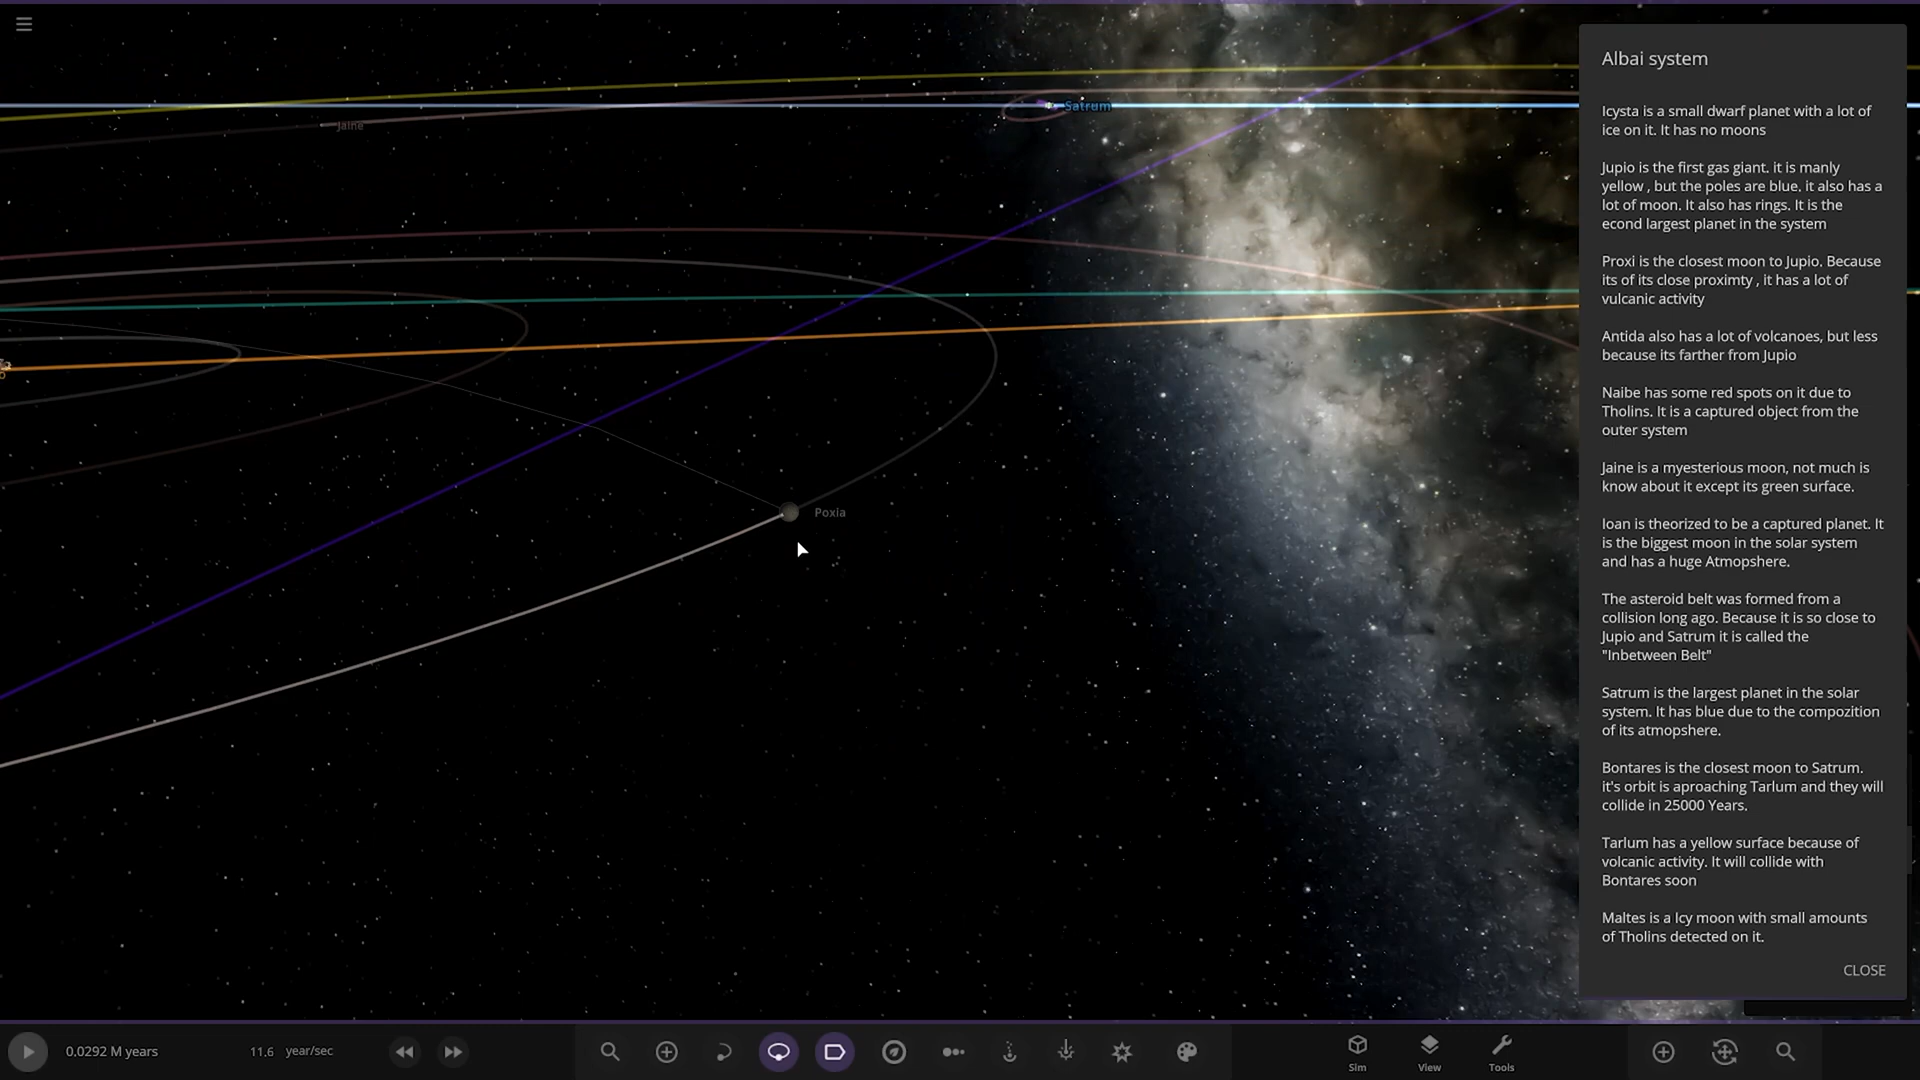 Albai system
Icysta is a small dwarf planet with a lot of
ice on it. It has no moons
Jupio is the first gas giant. it is manly
yellow , but the poles are blue. it also has a
lot of moon. It also has rings. It is the
econd largest planet in the system
Proxi is the closest moon to Jupio. Because
its of its close proximty , it has a lot of
vulcanic activity
Antida also has a lot of volcanoes, but less
because its farther from Jupio
Naibe has some red spots on it due to
Tholins. It is a captured object from the
outer system
Jaine is a myesterious moon, not much is
know about it except its green surface.
Ioan is theorized to be a captured planet. It
is the biggest moon in the solar system
and has a huge Atmopshere.
The asteroid belt was formed from a
collision long ago. Because it is so close to
Jupio and Satrum it is called the
"Inbetween Belt"
Satrum is the largest planet in the solar
system. It has blue due to the compozition
of its atmopshere.
Bontares is the closest moon to Satrum.
it's orbit is aproaching Tarlum and they will
collide in 25000 Years.
Tarlum has a yellow surface because of
volcanic activity. It will collide with
Bontares soon
Maltes is a Icy moon with small amounts
of Tholins detected on it.
CLOSE
Satrum
Jaine
Poxia
0.0292 M years
11.6 year/sec
Sim
View
Tools